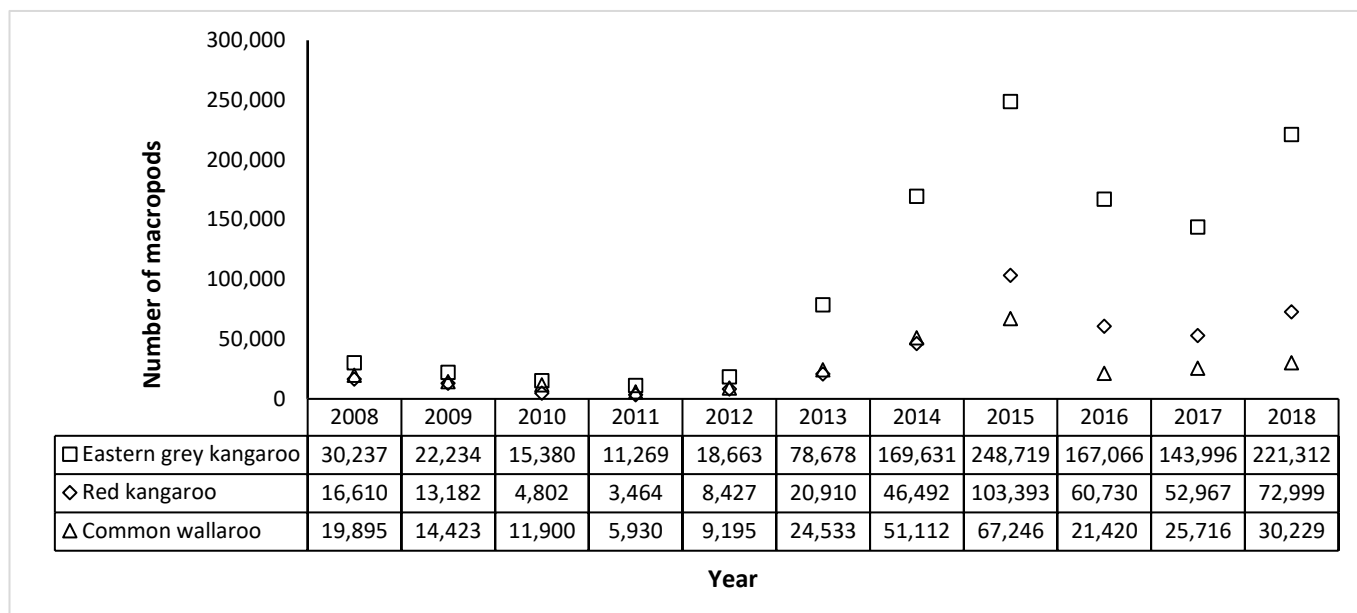 300,000
250,000
200,000
150,000
100,000
50,000
0
Number of macropods
2008 2009 2010 2011 2012 2013 2014 2015 2016 2017 2018
Eastern grey kangaroo 30,237 22,234 15,380 11,269 18,663 78,678 169,631 248,719 167,066 143,996 221,312
Red kangaroo 16,610 13,182 4,802 3,464 8,427 20,910 46,492 103,393 60,730 52,967 72,999
Common wallaroo 19,895 14,423 11,900 5,930 9,195 24,533 51,112 67,246 21,420 25,716 30,229
Year